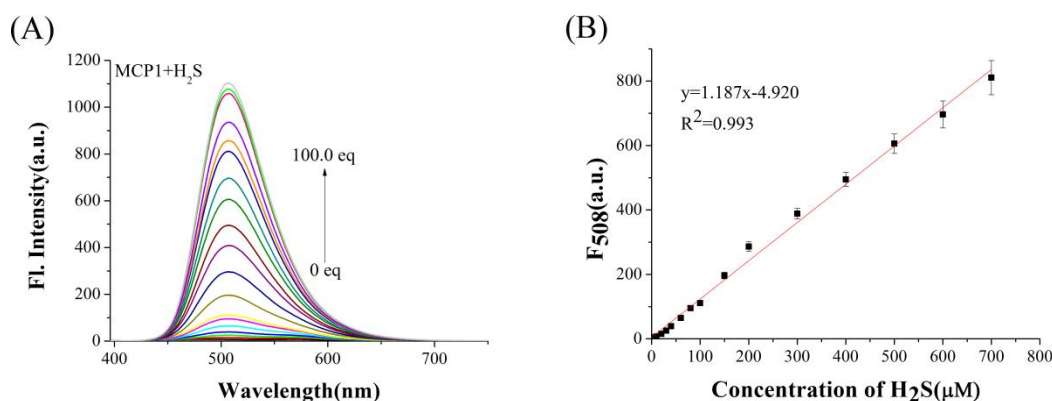 (A)
1200
1000
800
600
400
200
0
Fl. Intensity(a.u.)
MCP1+H₂S
100.0 eq
0 eq
400
500
600
700
Wavelength(nm)
(B)
800
600
400
200
0
F₅₀₈(a.u.)
y=1.187x-4.920
R²=0.993
0
100
200
300
400
500
600
700
800
Concentration of H₂S(μM)